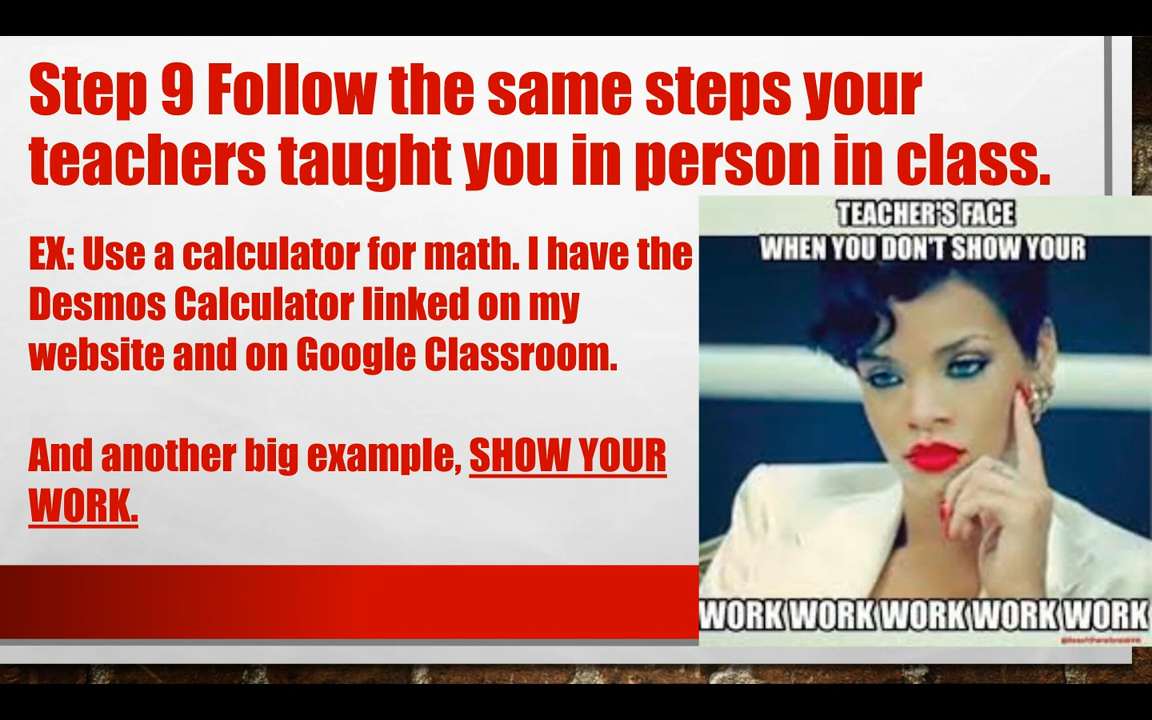 Step 9 Follow the same steps your
teachers taught you in person in class.
EX: Use a calculator for math. I have the
Desmos Calculator linked on my
website and on Google Classroom.
And another big example, SHOW YOUR
WORK.
TEACHER'S FACE
WHEN YOU DON'T SHOW YOUR
WORK WORK WORK WORK WORK